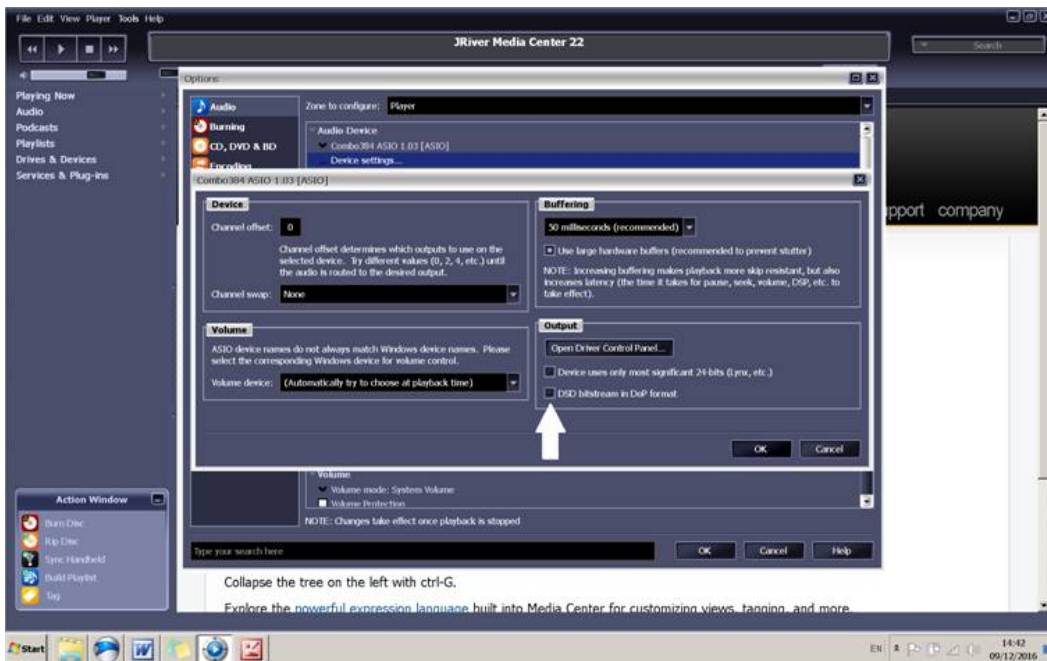 File Edit View Player Tools Help
JRiver Media Center 22
Search
Playing Now
Audio
Podcasts
Playlists
Drives & Devices
Services & Plug-ins
Options
Audio
Burning
CD, DVD & BD
Encoding
Zone to configure: Player
Audio Device
Combo384 ASIO 1.03 [ASIO]
Device settings...
Combo384 ASIO 1.03 [ASIO]
Device
Channel offset: 0
Channel offset determines which outputs to use on the
selected device. Try different values (0, 2, 4, etc.) until
the audio is routed to the desired output.
Channel swap: None
Volume
ASIO device names do not always match Windows device names. Please
select the corresponding Windows device for volume control.
Volume device: (Automatically try to choose at playback time)
Buffering
50 milliseconds (recommended)
Use large hardware buffers (recommended to prevent stutter)
NOTE: Increasing buffering makes playback more skip resistant, but also
increases latency (the time it takes for pause, seek, volume, DSP, etc. to
take effect).
Output
Open Driver Control Panel...
Device uses only most significant 24-bits (Lynx, etc.)
DSD bitstream in DoP format
OK Cancel
company
Volume
Volume mode: System Volume
Volume Protection
NOTE: Changes take effect once playback is stopped
Type your search here
OK Cancel Help
Action Window
Burn Disc
Rip Disc
Sync Handheld
Build Playlist
Tag
Collapse the tree on the left with ctrl-G.
Explore the powerful expression language built into Media Center for customizing views, tagging, and more.
Start
EN
14:42
09/12/2016